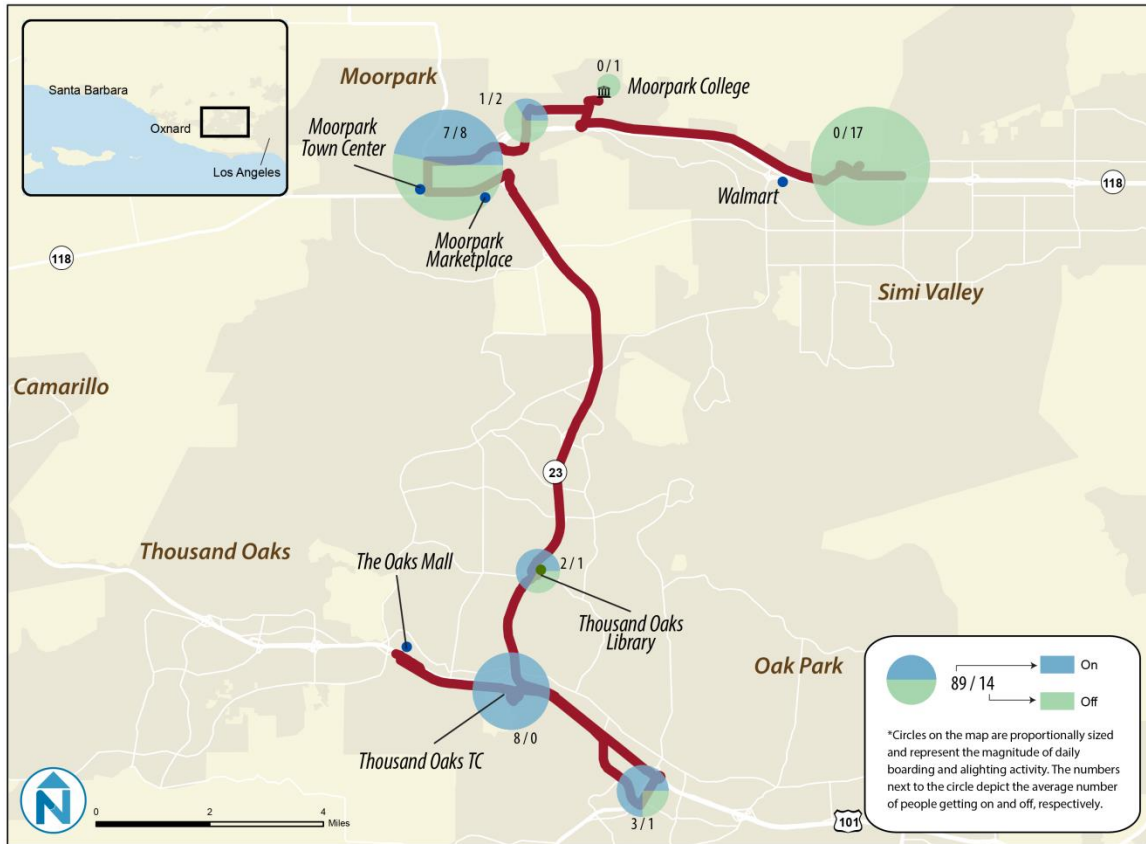 Santa Barbara
Oxnard
Los Angeles
Moorpark
0 / 1
Moorpark College
1 / 2
Moorpark
Town Center
7 / 8
0 / 17
Walmart
118
Moorpark
Marketplace
118
Simi Valley
Camarillo
23
Thousand Oaks
The Oaks Mall
2 / 1
Thousand Oaks
Library
Oak Park
8 / 0
Thousand Oaks TC
3 / 1
101
89 / 14
On
Off
*Circles on the map are proportionally sized
and represent the magnitude of daily
boarding and alighting activity. The numbers
next to the circle depict the average number
of people getting on and off, respectively.
N
0 2 4
Miles